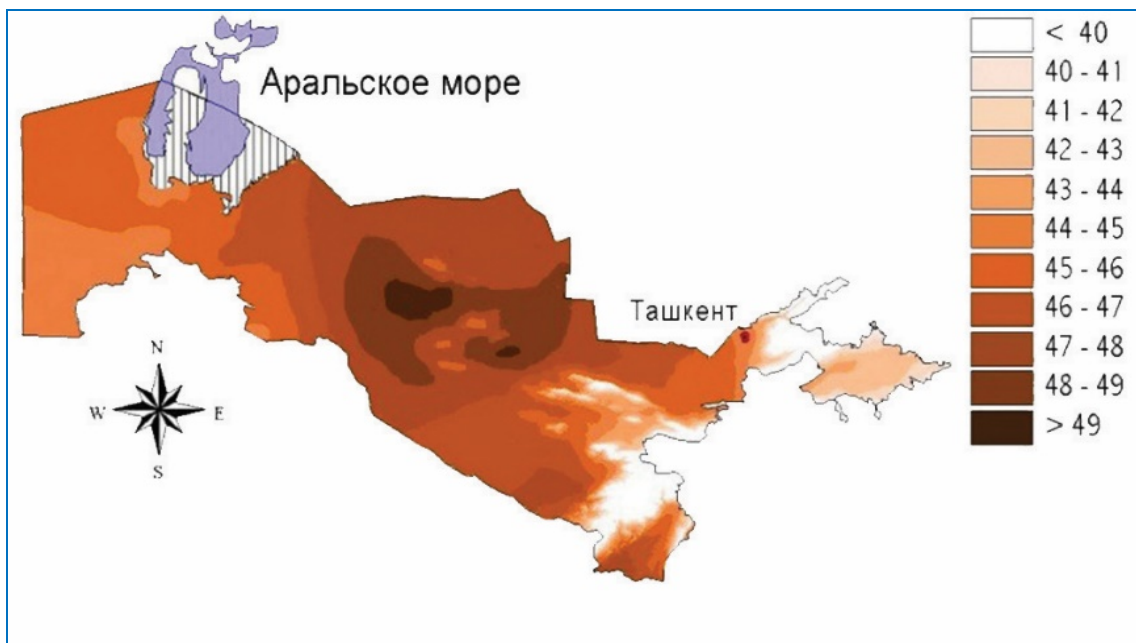 Аральское море
Ташкент
N
W E
S
< 40
40 - 41
41 - 42
42 - 43
43 - 44
44 - 45
45 - 46
46 - 47
47 - 48
48 - 49
> 49